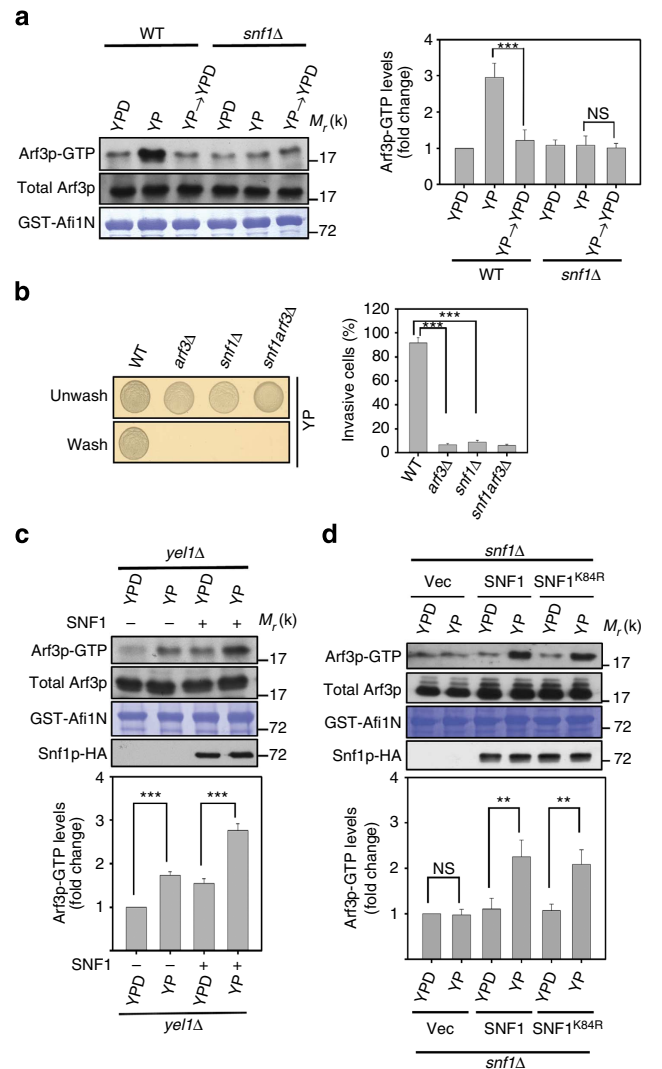 a
WT
snf1Δ
YPD
YP
YP→YPD
YPD
YP
YP→YPD
Mr(k)
Arf3p-GTP
17
Total Arf3p
17
GST-Afi1N
72
Arf3p-GTP levels
(fold change)
4
3
2
1
0
***
NS
YPD
YP
YP→YPD
YPD
YP
YP→YPD
WT
snf1Δ
b
WT
arf3Δ
snf1Δ
snf1arf3Δ
Unwash
Wash
YP
Invasive cells (%)
120
100
80
60
40
20
0
***
***
WT
arf3Δ
snf1Δ
snf1arf3Δ
c
yel1Δ
YPD
YP
YPD
YP
SNF1
–
–
+
+
Mr(k)
Arf3p-GTP
17
Total Arf3p
17
GST-Afi1N
72
Snf1p-HA
72
Arf3p-GTP levels
(fold change)
4
3
2
1
***
***
SNF1
–
–
+
+
YPD
YP
YPD
YP
yel1Δ
d
snf1Δ
Vec
SNF1
SNF1K84R
YPD
YP
YPD
YP
YPD
YP
Mr(k)
Arf3p-GTP
17
Total Arf3p
17
GST-Afi1N
72
Snf1p-HA
72
Arf3p-GTP levels
(fold change)
4
3
2
1
NS
**
**
YPD
YP
YPD
YP
YPD
YP
Vec
SNF1
SNF1K84R
snf1Δ